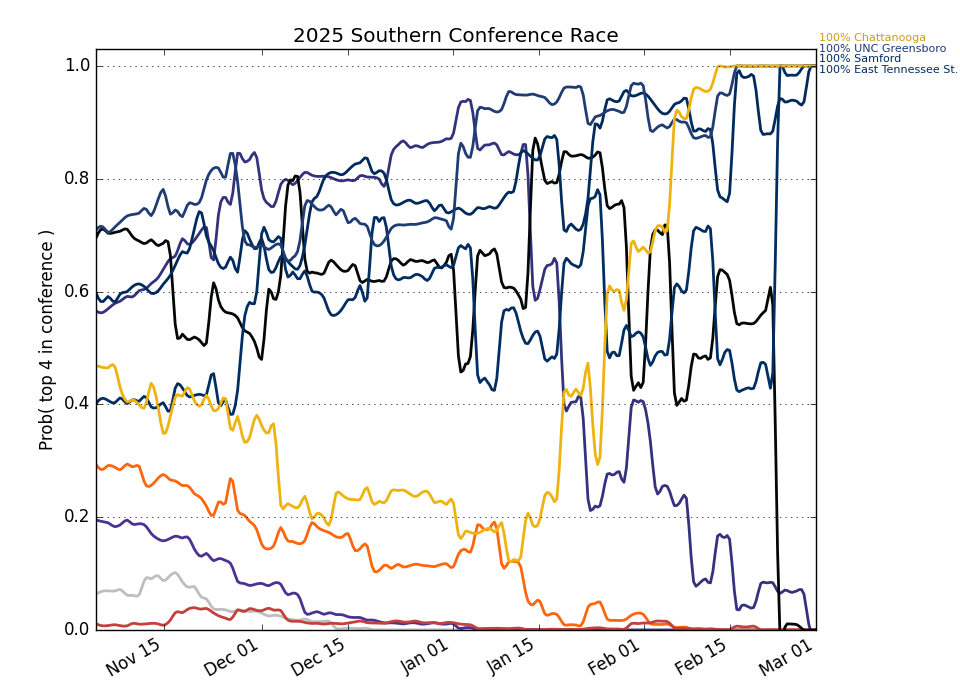 2025 Southern Conference Race
100% Chattanooga
100% UNC Greensboro
100% Samford
100% East Tennessee St.
Prob( top 4 in conference )
1.0
0.8
0.6
0.4
0.2
0.0
Nov 15
Dec 01
Dec 15
Jan 01
Jan 15
Feb 01
Feb 15
Mar 01